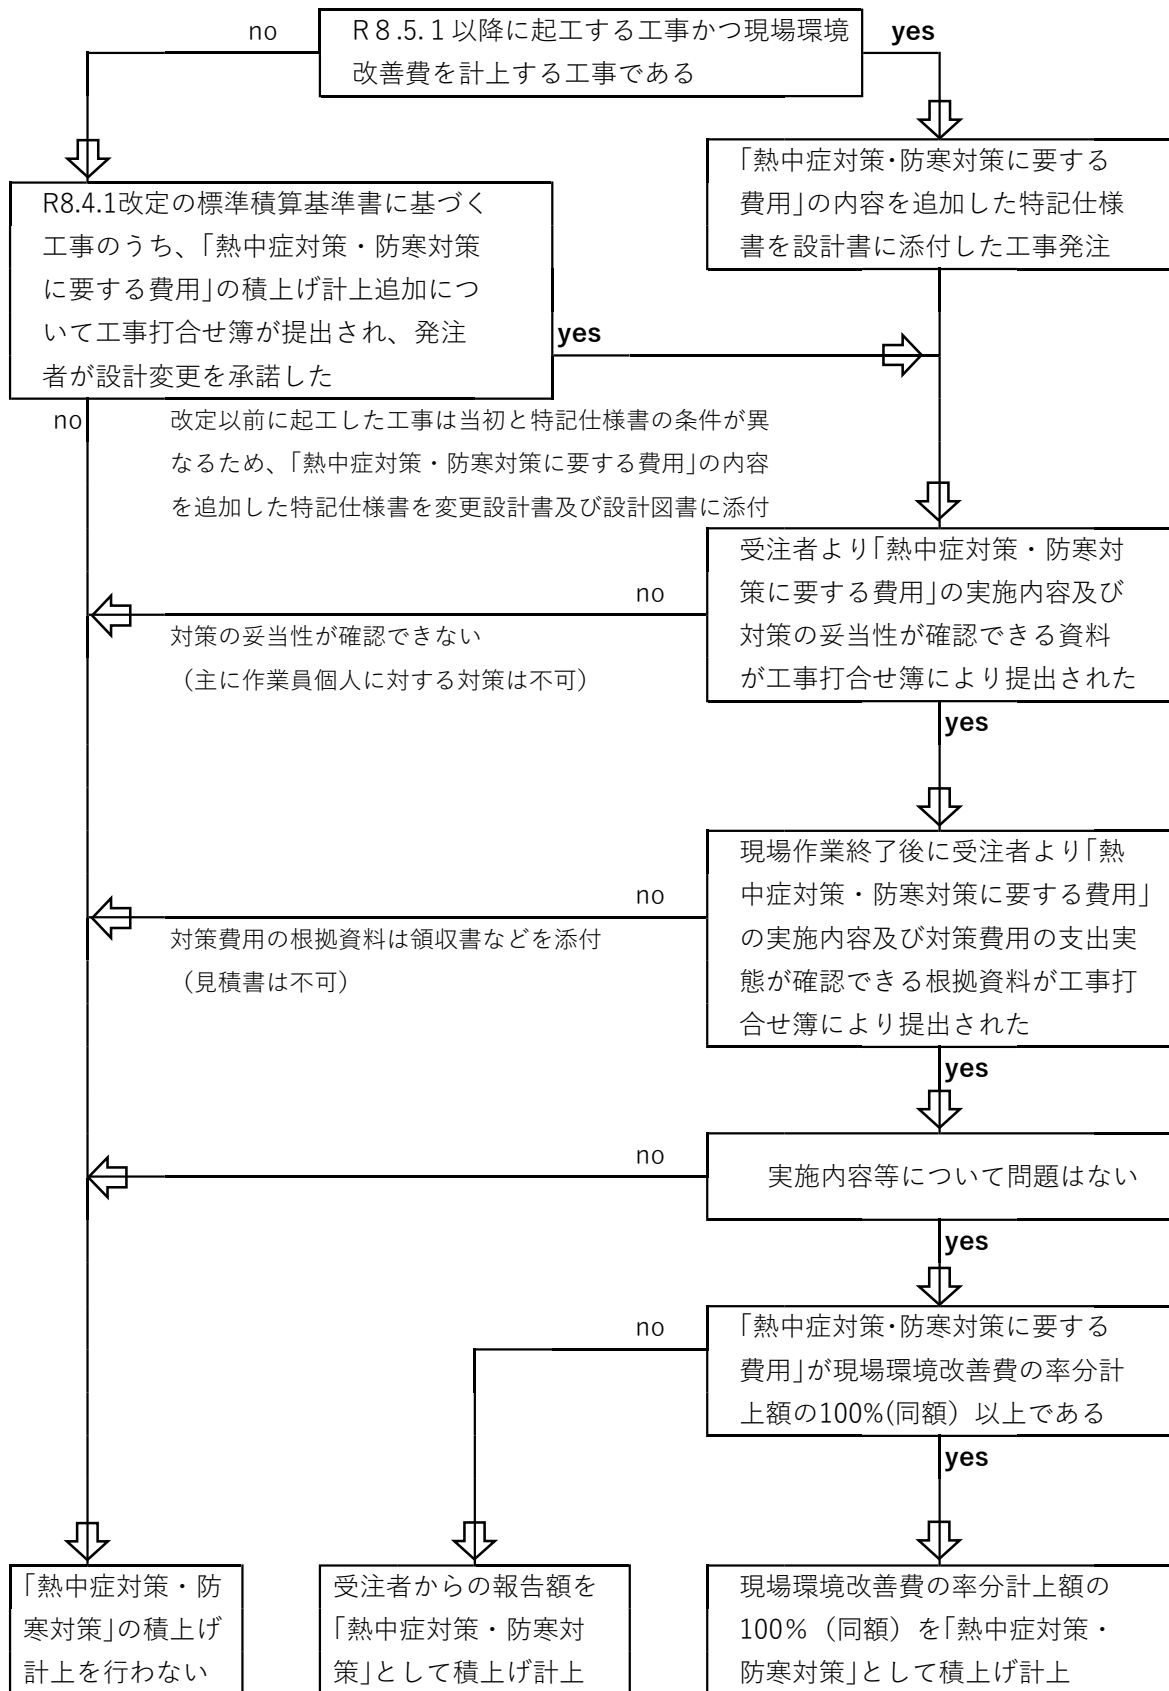 no
R８.5.１以降に起工する工事かつ現場環境
改善費を計上する工事である
yes
「熱中症対策･防寒対策に要する
費用」の内容を追加した特記仕様
書を設計書に添付した工事発注
R8.4.1改定の標準積算基準書に基づく
工事のうち、「熱中症対策・防寒対策
に要する費用」の積上げ計上追加につ
いて工事打合せ簿が提出され、発注
者が設計変更を承諾した
yes
no
改定以前に起工した工事は当初と特記仕様書の条件が異
なるため、「熱中症対策・防寒対策に要する費用」の内容
を追加した特記仕様書を変更設計書及び設計図書に添付
受注者より「熱中症対策・防寒対
策に要する費用」の実施内容及び
対策の妥当性が確認できる資料
が工事打合せ簿により提出された
no
対策の妥当性が確認できない
（主に作業員個人に対する対策は不可）
yes
現場作業終了後に受注者より「熱
中症対策・防寒対策に要する費用」
の実施内容及び対策費用の支出実
態が確認できる根拠資料が工事打
合せ簿により提出された
no
対策費用の根拠資料は領収書などを添付
（見積書は不可）
yes
no
実施内容等について問題はない
yes
no
「熱中症対策･防寒対策に要する
費用」が現場環境改善費の率分計
上額の100%(同額）以上である
yes
「熱中症対策・防
寒対策」の積上げ
計上を行わない
受注者からの報告額を
「熱中症対策・防寒対
策」として積上げ計上
現場環境改善費の率分計上額の
100％（同額）を「熱中症対策・
防寒対策」として積上げ計上